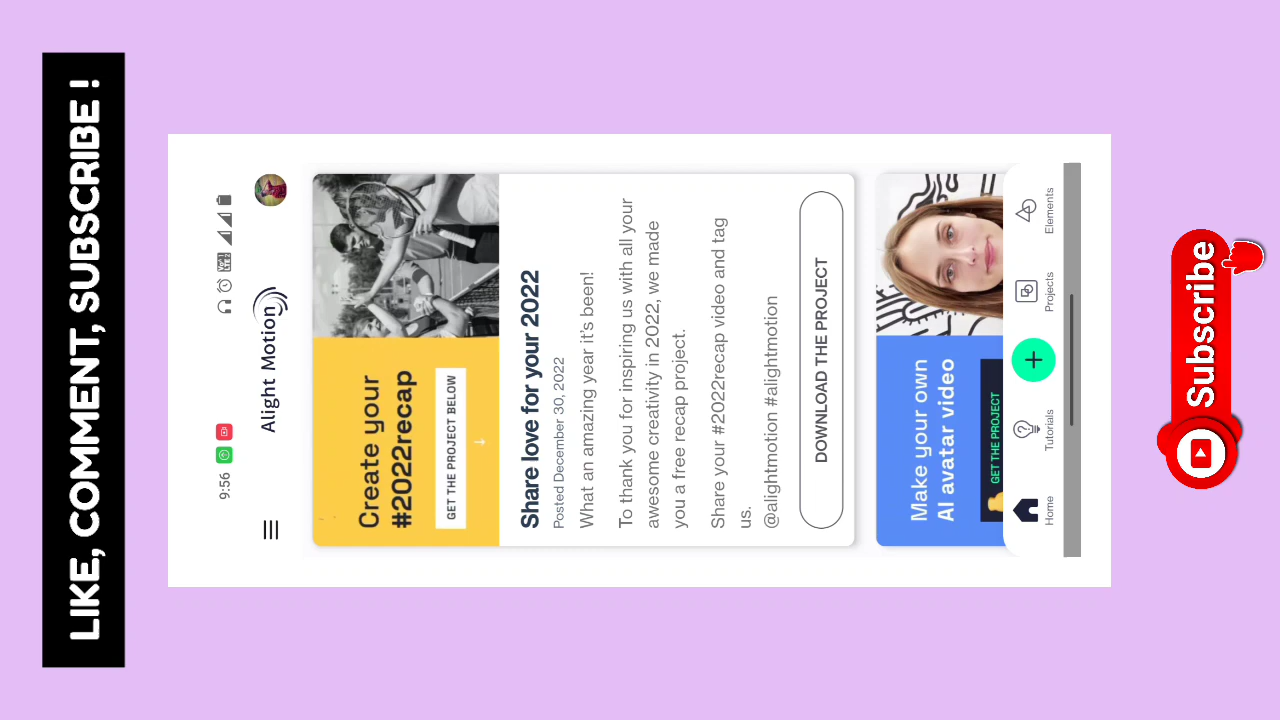 LIKE, COMMENT, SUBSCRIBE !
9:56
Alight Motion
Create your
#2022recap
GET THE PROJECT BELOW
Share love for your 2022
Posted December 30, 2022
What an amazing year it's been!
To thank you for inspiring us with all your
awesome creativity in 2022, we made
you a free recap project.
Share your #2022recap video and tag
us.
@alightmotion #alightmotion
DOWNLOAD THE PROJECT
Make your own
AI avatar video
GET THE PROJECT
Home
Tutorials
Projects
Elements
Subscribe